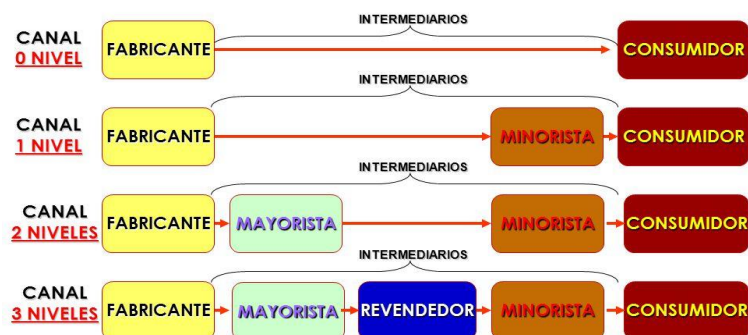 INTERMEDIARIOS
CANAL
0 NIVEL
FABRICANTE
CONSUMIDOR
INTERMEDIARIOS
CANAL
1 NIVEL
FABRICANTE
MINORISTA
CONSUMIDOR
INTERMEDIARIOS
CANAL
2 NIVELES
FABRICANTE
MAYORISTA
MINORISTA
CONSUMIDOR
INTERMEDIARIOS
CANAL
3 NIVELES
FABRICANTE
MAYORISTA
REVENDEDOR
MINORISTA
CONSUMIDOR